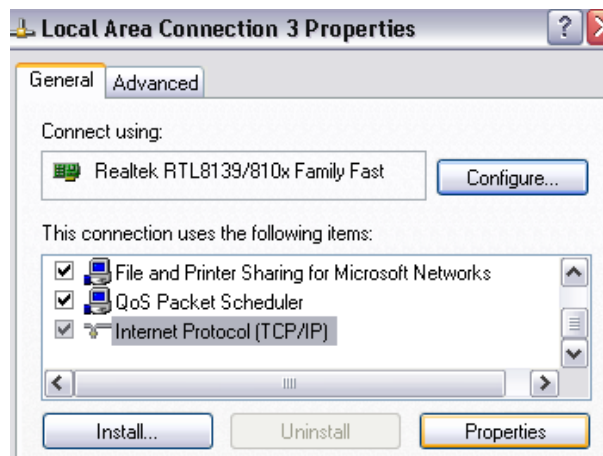 Local Area Connection 3 Properties ?
General Advanced
Connect using:
Realtek RTL8139/810x Family Fast Configure...
This connection uses the following items:
File and Printer Sharing for Microsoft Networks
QoS Packet Scheduler
Internet Protocol (TCP/IP)
Install... Uninstall Properties